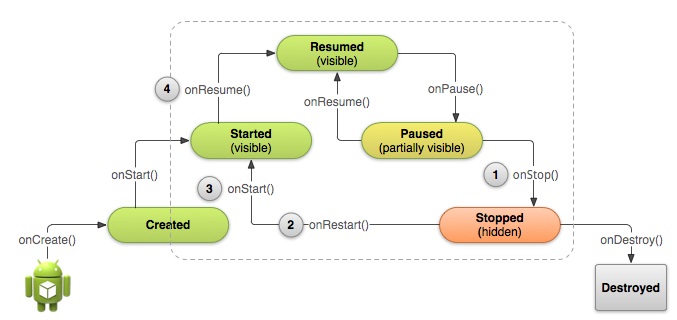 Resumed
(visible)
4
onResume()
onResume()
onPause()
Started
(visible)
Paused
(partially visible)
onStart()
3
onStart()
1
onStop()
Created
2
onRestart()
Stopped
(hidden)
onCreate()
onDestroy()
Destroyed